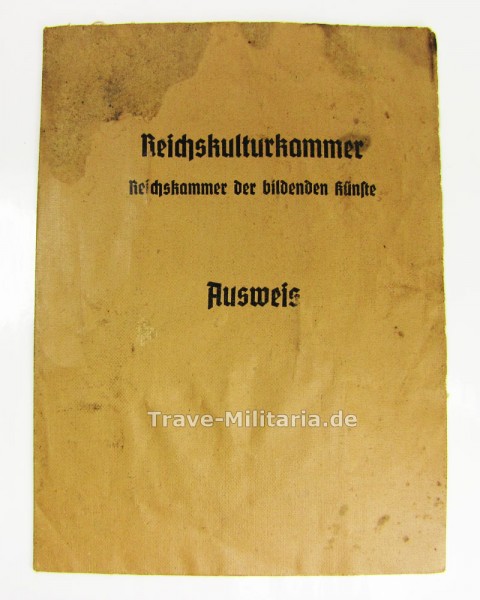 Reichskulturkammer
Reichskammer der bildenden Künste
Ausweis
Trave-Militaria.de